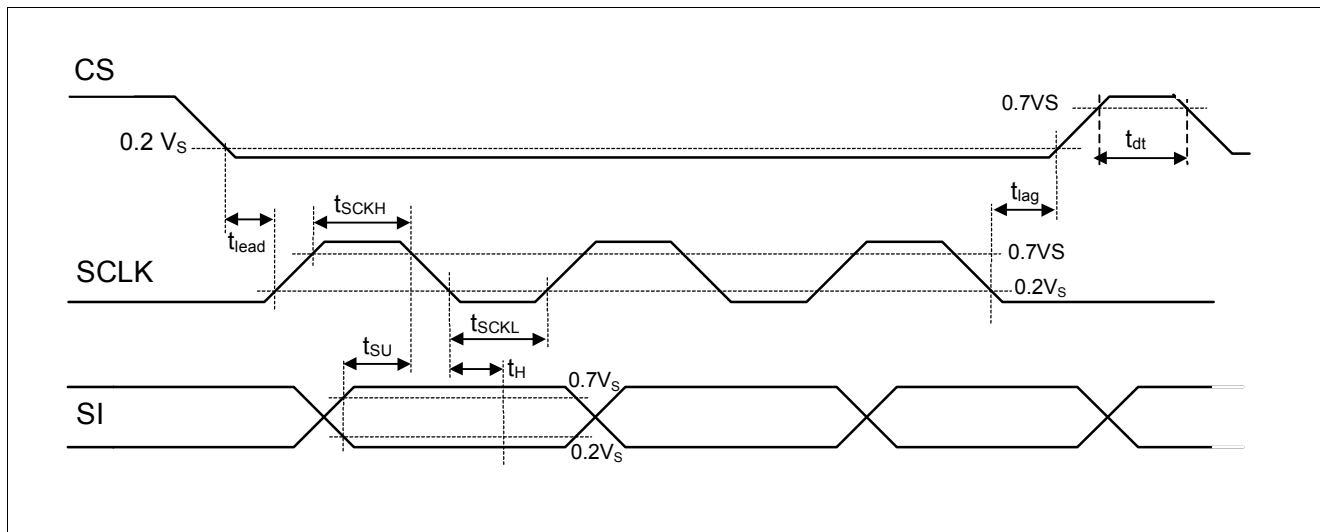 CS
0.7VS
0.2 VS
tdt
tSCKH
tlag
tlead
0.7VS
SCLK
0.2VS
tSCKL
tSU
tH
0.7VS
SI
0.2VS